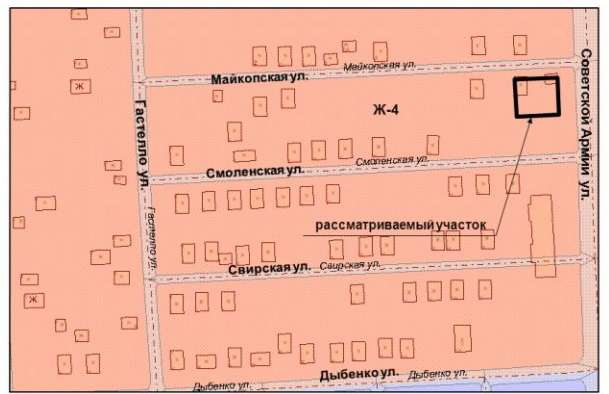 Майкопская ул.
Майкопская ул.
Ж
Ж-4
Советской Армии ул.
Гастелло ул.
Смоленская ул.
Смоленская ул.
Гастелло ул.
рассматриваемый участок
Свирская ул.
Свирская ул.
Ж
Дыбенко ул.
Дыбенко ул.
Дыбенко ул.